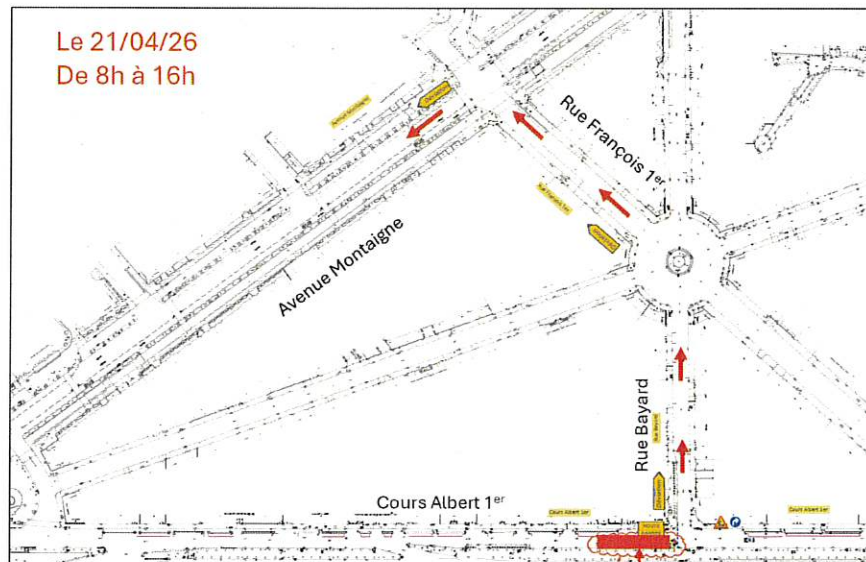 Le 21/04/26
De 8h à 16h
Avenue Montaigne
Rue François 1er
Rue François 1er
Avenue Montaigne
Rue Bayard
Rue Bayard
Cours Albert 1er
Cours Albert 1er
Cours Albert 1er